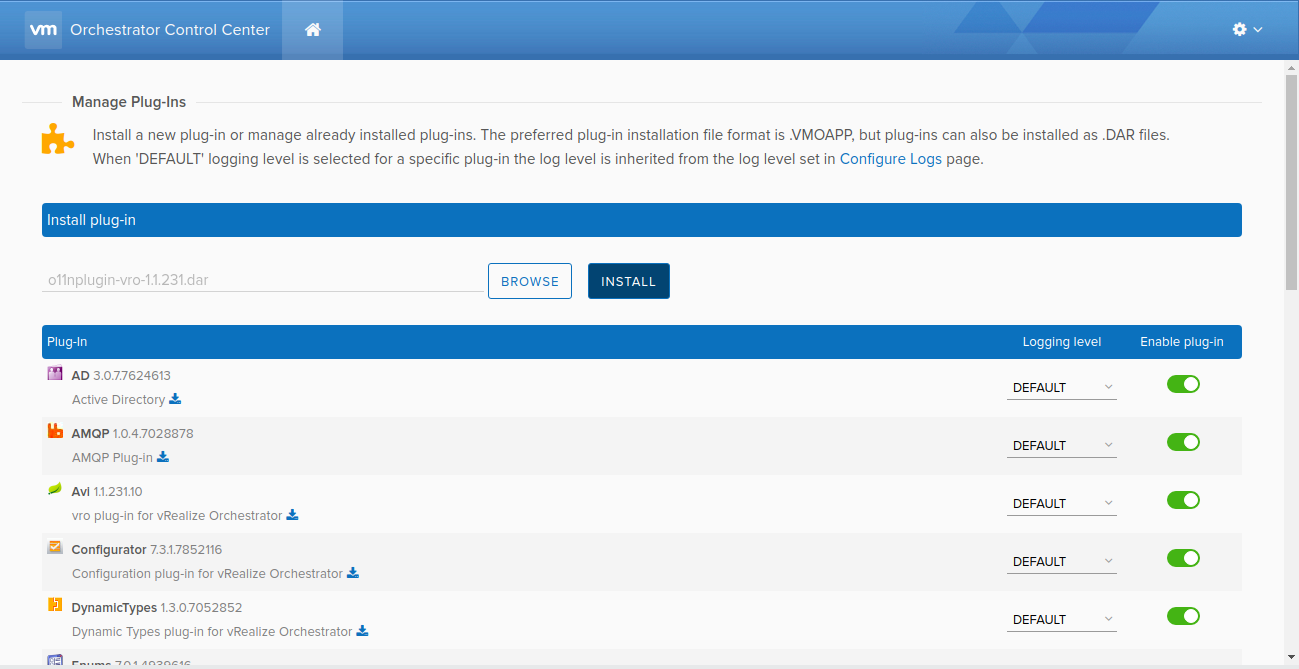 vm Orchestrator Control Center
Manage Plug-Ins
Install a new plug-in or manage already installed plug-ins. The preferred plug-in installation file format is .VMOAPP, but plug-ins can also be installed as .DAR files.
When 'DEFAULT' logging level is selected for a specific plug-in the log level is inherited from the log level set in Configure Logs page.
Install plug-in
o11nplugin-vro-1.1.231.dar BROWSE INSTALL
Plug-In Logging level Enable plug-in
AD 3.0.7.7624613
DEFAULT
Active Directory
AMQP 1.0.4.7028878
DEFAULT
AMQP Plug-in
Avi 1.1.231.10
DEFAULT
vro plug-in for vRealize Orchestrator
Configurator 7.3.1.7852116
DEFAULT
Configuration plug-in for vRealize Orchestrator
DynamicTypes 1.3.0.7052852
DEFAULT
Dynamic Types plug-in for vRealize Orchestrator
Enums 7.0.1.4939616